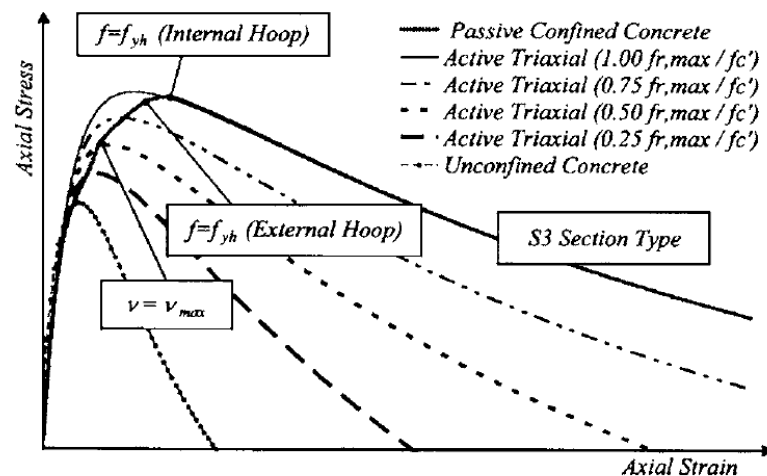 f=fyh (Internal Hoop)
Passive Confined Concrete
Active Triaxial (1.00 fr,max / fc')
Active Triaxial (0.75 fr,max / fc')
Active Triaxial (0.50 fr,max / fc')
Active Triaxial (0.25 fr,max / fc')
Unconfined Concrete
Axial Stress
f=fyh (External Hoop)
S3 Section Type
ν = νmax
Axial Strain